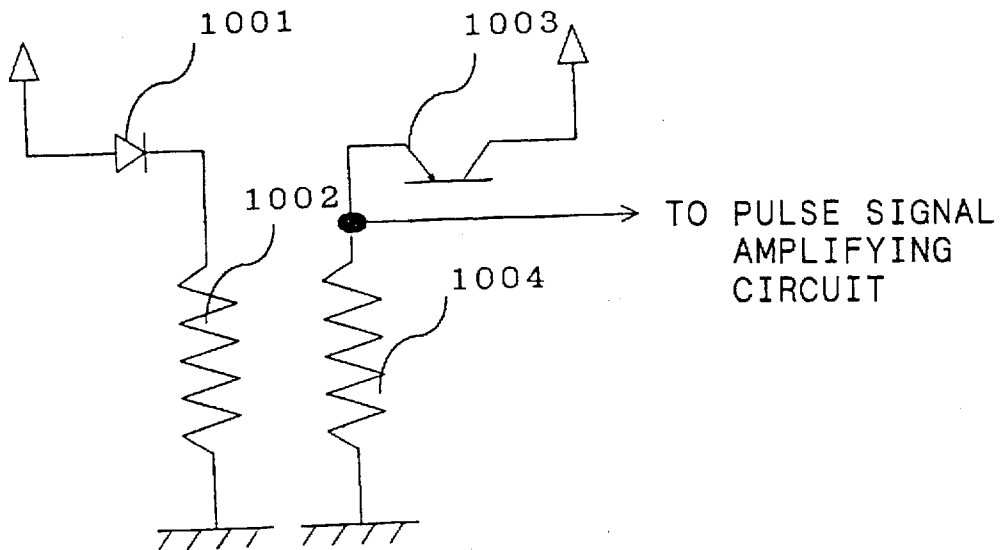 1001
1003
1002
TO PULSE SIGNAL
AMPLIFYING
CIRCUIT
1004